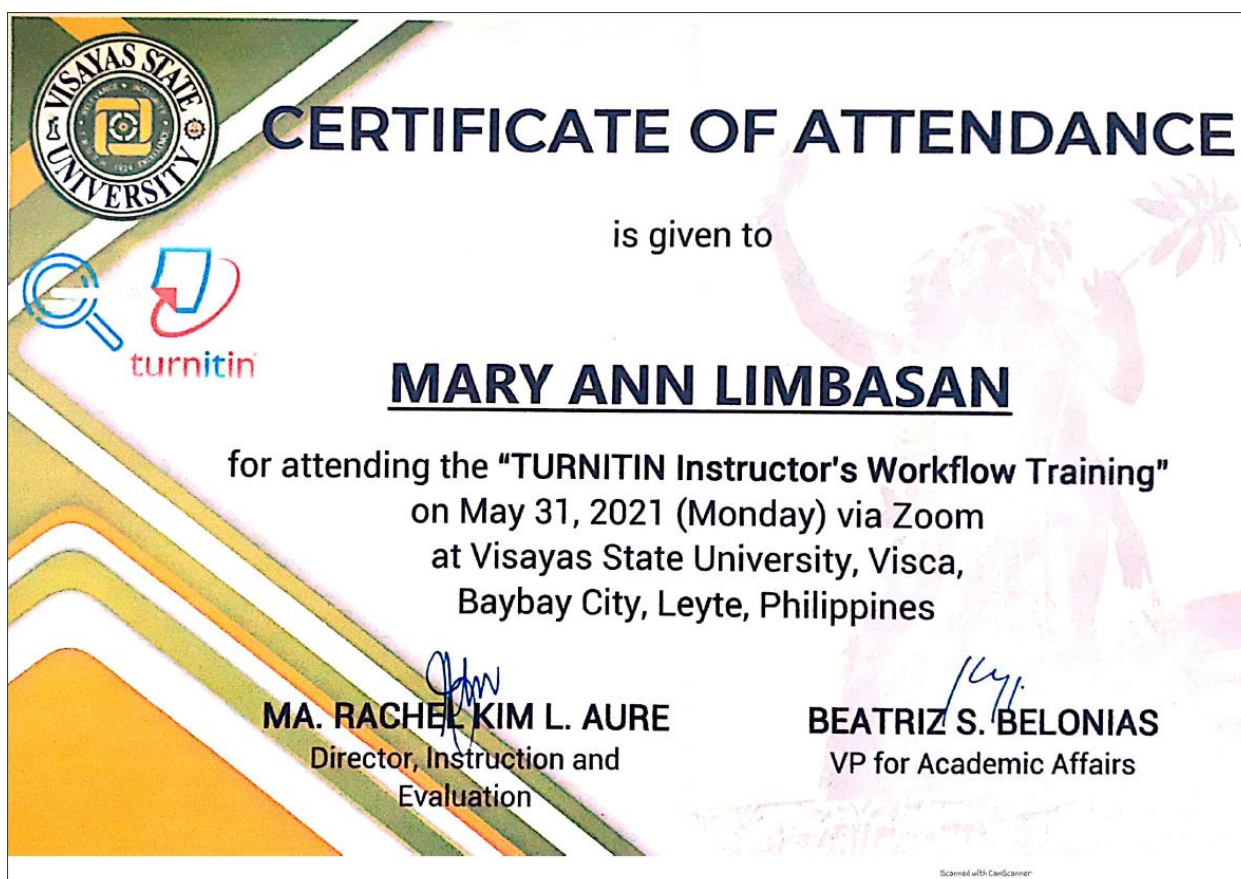 VISAYAS STATE UNIVERSITY
1924
CERTIFICATE OF ATTENDANCE
is given to
turnitin
MARY ANN LIMBASAN
for attending the “TURNITIN Instructor's Workflow Training”
on May 31, 2021 (Monday) via Zoom
at Visayas State University, Visca,
Baybay City, Leyte, Philippines
MA. RACHEL KIM L. AURE
Director, Instruction and
Evaluation
BEATRIZ S. BELONIAS
VP for Academic Affairs
Scanned with CamScanner